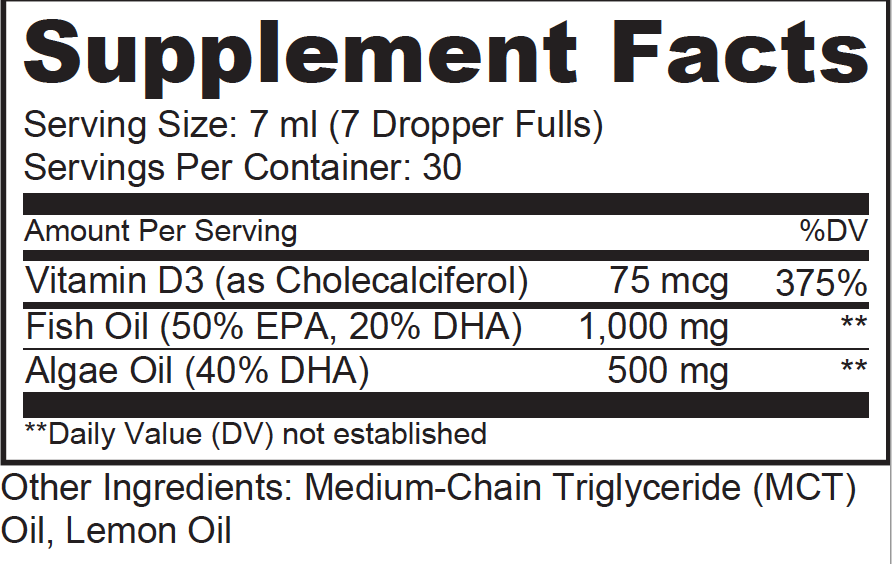 Supplement Facts
Serving Size: 7 ml (7 Dropper Fulls)
Servings Per Container: 30
Amount Per Serving %DV
Vitamin D3 (as Cholecalciferol) 75 mcg 375%
Fish Oil (50% EPA, 20% DHA) 1,000 mg **
Algae Oil (40% DHA) 500 mg **
**Daily Value (DV) not established
Other Ingredients: Medium-Chain Triglyceride (MCT)
Oil, Lemon Oil